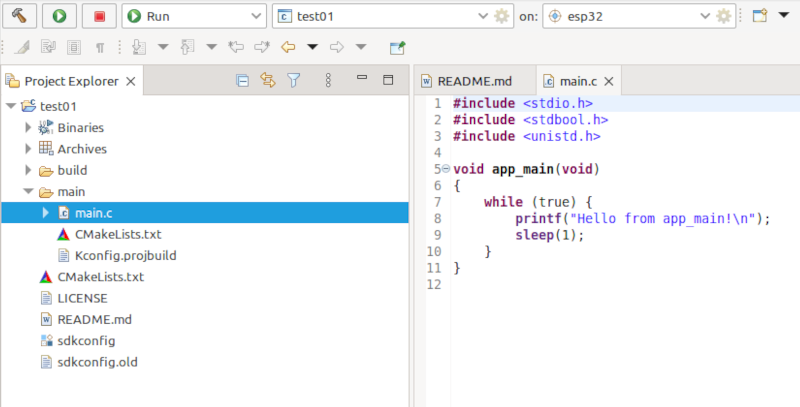 Run test01 on: esp32
Project Explorer
test01
Binaries
Archives
build
main
main.c
CMakeLists.txt
Kconfig.projbuild
CMakeLists.txt
LICENSE
README.md
sdkconfig
sdkconfig.old
README.md main.c
1 #include <stdio.h>
2 #include <stdbool.h>
3 #include <unistd.h>
4
5 void app_main(void)
6 {
7     while (true) {
8         printf("Hello from app_main!\n");
9         sleep(1);
10     }
11 }
12